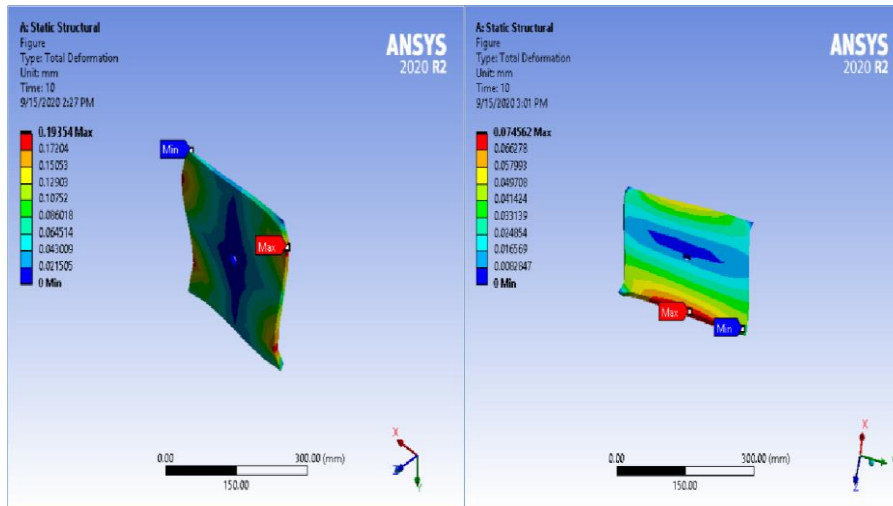 A: Static Structural
Figure
Type: Total Deformation
Unit: mm
Time: 10
9/15/2020 2:27 PM
ANSYS
2020 R2
0.19354 Max
0.17204
0.15053
0.12903
0.10752
0.086018
0.064514
0.043009
0.021505
0 Min
Min
Max
0.00
300.00 (mm)
150.00
X
Z
Y
A: Static Structural
Figure
Type: Total Deformation
Unit: mm
Time: 10
9/15/2020 3:01 PM
ANSYS
2020 R2
0.074562 Max
0.066278
0.057993
0.049708
0.041424
0.033139
0.024854
0.016569
0.0082847
0 Min
Max
Min
0.00
300.00 (mm)
150.00
X
Z